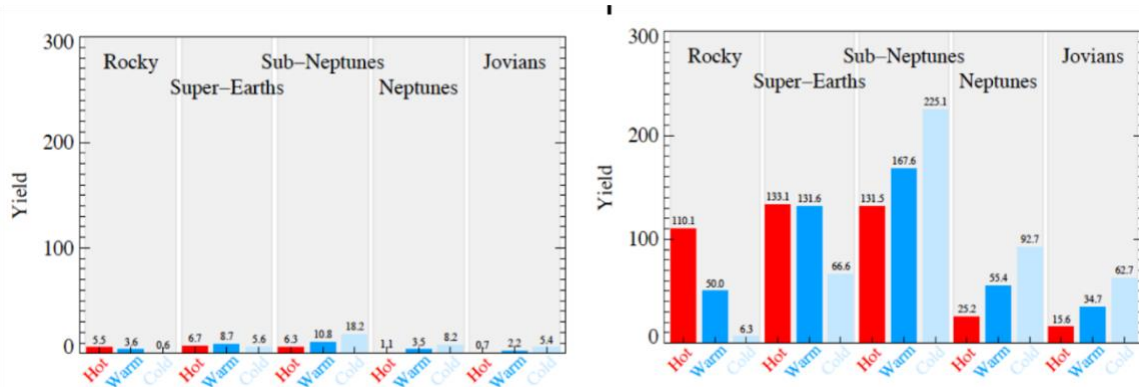 300
200
100
0
Yield
Rocky
Super–Earths
Sub–Neptunes
Neptunes
Jovians
5.5 3.6 0.6 6.7 8.7 5.6 6.3 10.8 18.2 1.1 3.5 8.2 0.7 2.2 5.4
Hot Warm Cold Hot Warm Cold Hot Warm Cold Hot Warm Cold Hot Warm Cold
300
200
100
0
Yield
Rocky
Super–Earths
Sub–Neptunes
Neptunes
Jovians
110.1 50.0 6.3 133.1 131.6 66.6 131.5 167.6 225.1 25.2 55.4 92.7 15.6 34.7 62.7
Hot Warm Cold Hot Warm Cold Hot Warm Cold Hot Warm Cold Hot Warm Cold